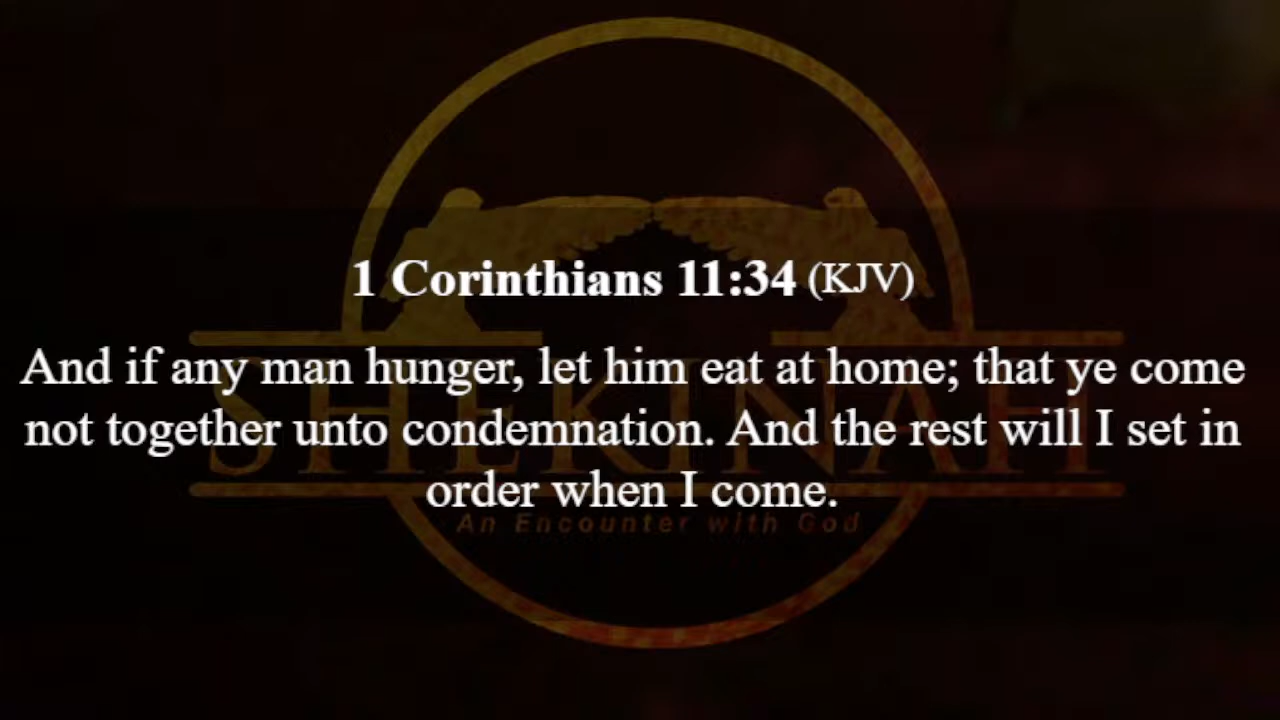 1 Corinthians 11:34 (KJV)
And if any man hunger, let him eat at home; that ye come
not together unto condemnation. And the rest will I set in
order when I come.
SHEKINAH
An Encounter with God